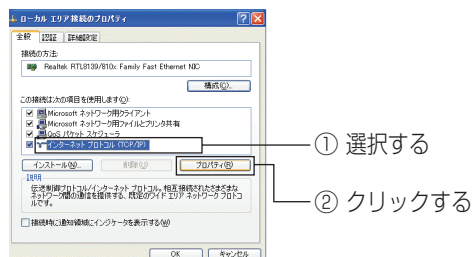 ローカル エリア接続のプロパティ
全般 認証 詳細設定
接続の方法:
Realtek RTL8139/810x Family Fast Ethernet NIC
構成(C)...
この接続は次の項目を使用します(O):
Microsoft ネットワーク用クライアント
Microsoft ネットワーク用ファイルとプリンタ共有
QoS パケット スケジューラ
インターネット プロトコル (TCP/IP)
① 選択する
インストール(N)... 削除(U) プロパティ(R)
説明
伝送制御プロトコル/インターネット プロトコル。相互接続されたさまざまな
ネットワーク間の通信を提供する、既定のワイド エリア ネットワーク プロトコ
ルです。
② クリックする
接続時に通知領域にインジケータを表示する(W)
OK キャンセル